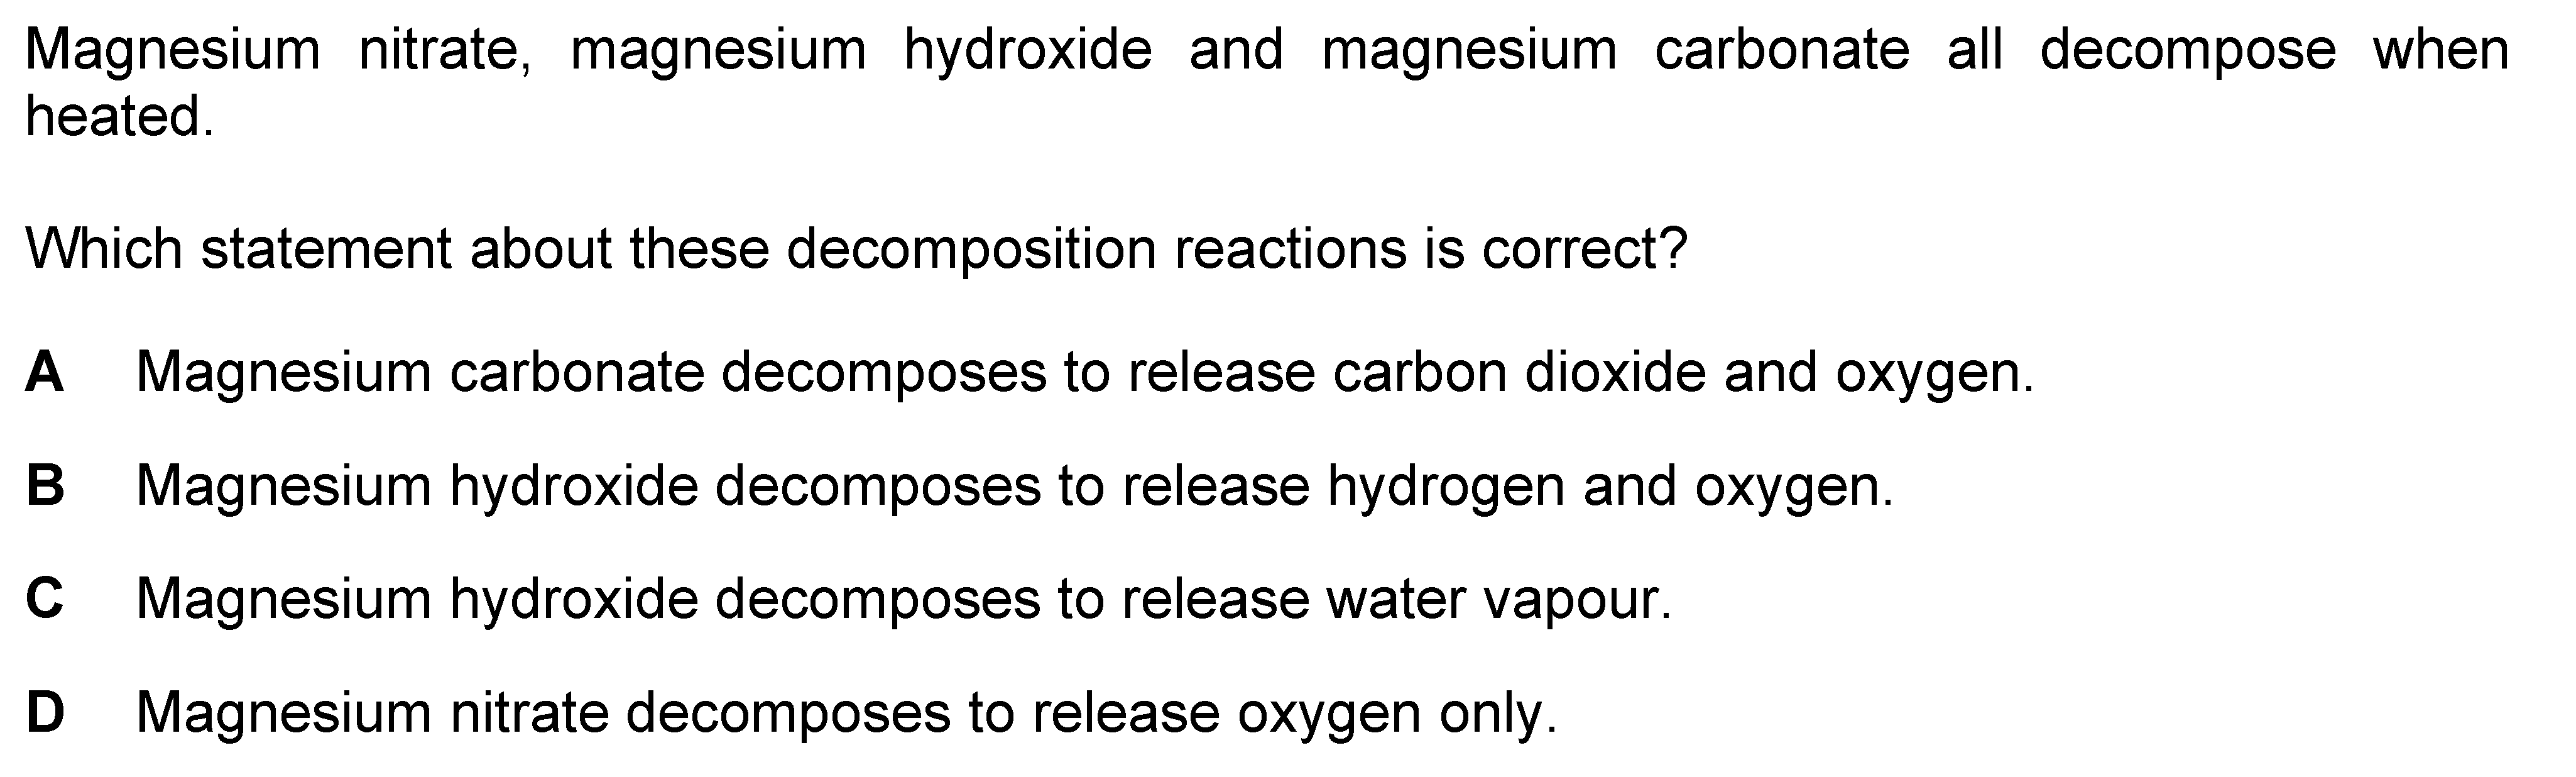 Magnesium nitrate, magnesium hydroxide and magnesium carbonate all decompose when
heated.
Which statement about these decomposition reactions is correct?
A Magnesium carbonate decomposes to release carbon dioxide and oxygen.
B Magnesium hydroxide decomposes to release hydrogen and oxygen.
C Magnesium hydroxide decomposes to release water vapour.
D Magnesium nitrate decomposes to release oxygen only.